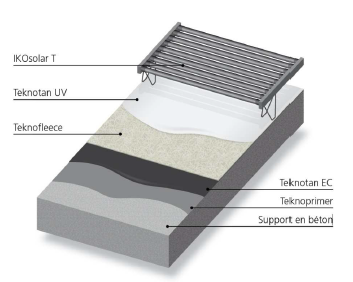 IKOsolar T
Teknotan UV
Teknofleece
Teknotan EC
Teknoprimer
Support en béton